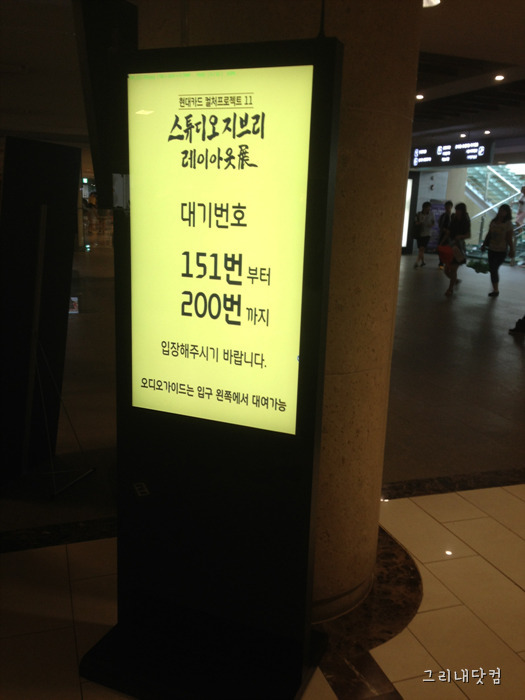 현대카드 컬처프로젝트 11
스튜디오 지브리
레이아웃展
대기번호
151번 부터
200번 까지
입장해주시기 바랍니다.
오디오가이드는 입구 왼쪽에서 대여가능
그리내닷컴